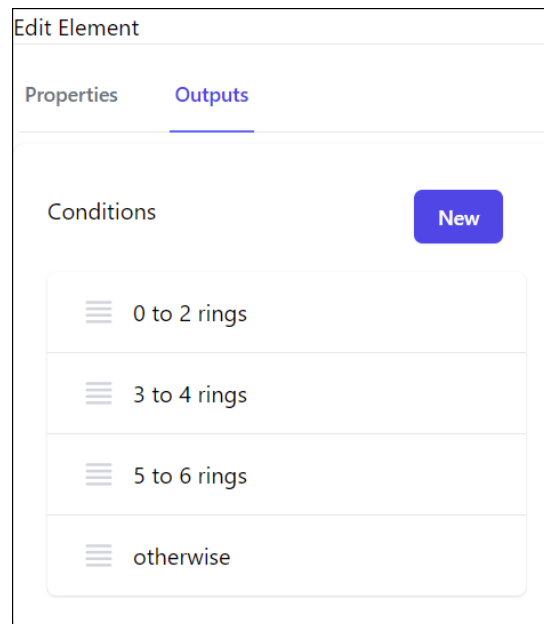 Edit Element
Properties Outputs
Conditions New
0 to 2 rings
3 to 4 rings
5 to 6 rings
otherwise